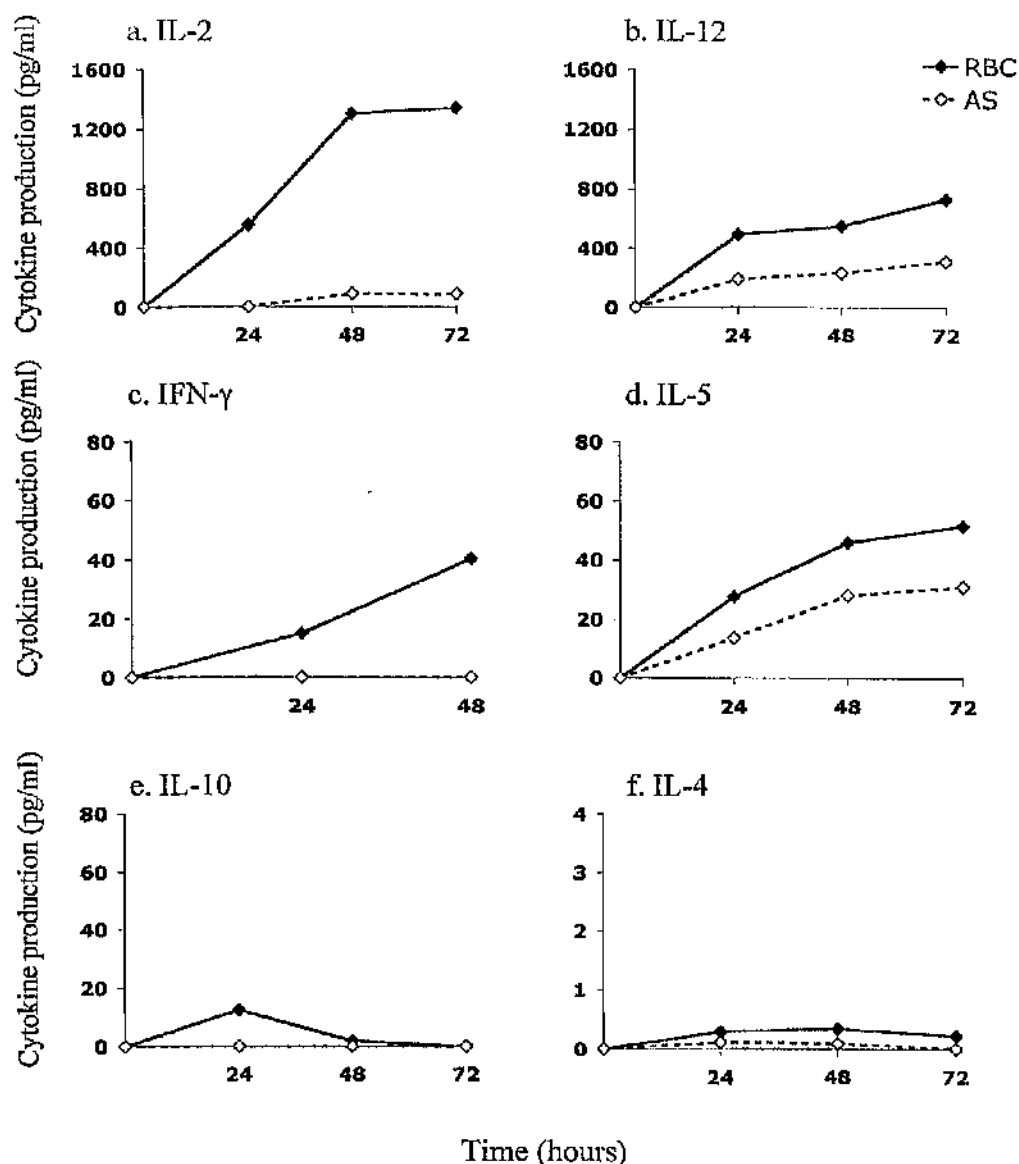 a. IL-2
b. IL-12
Cytokine production (pg/ml)
1600
1200
800
400
0
24 48 72
1600
1200
800
400
0
24 48 72
RBC
AS
c. IFN-γ
d. IL-5
Cytokine production (pg/ml)
80
60
40
20
0
24 48
80
60
40
20
0
24 48 72
e. IL-10
f. IL-4
Cytokine production (pg/ml)
80
60
40
20
0
24 48 72
4
3
2
1
0
24 48 72
Time (hours)